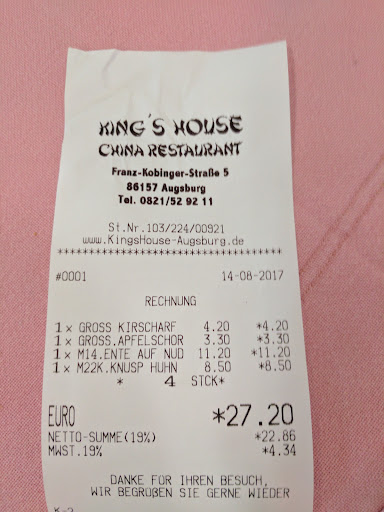 KING'S HOUSE
CHINA RESTAURANT
Franz-Kobinger-Straße 5
86157 Augsburg
Tel. 0821/52 92 11
St.Nr.103/224/00921
www.KingsHouse-Augsburg.de
********************************
#0001 14-08-2017
RECHNUNG
1x GROSS KIRSCHARF 4.20 *4.20
1x GROSS.APFELSCHOR 3.30 *3.30
1x M14.ENTE AUF NUD 11.20 *11.20
1x M22K.KNUSP HUHN 8.50 *8.50
* 4 STCK*
EURO *27.20
NETTO-SUMME(19%) *22.86
MWST.19% *4.34
DANKE FÜR IHREN BESUCH,
WIR BEGRÜßEN SIE GERNE WIEDER